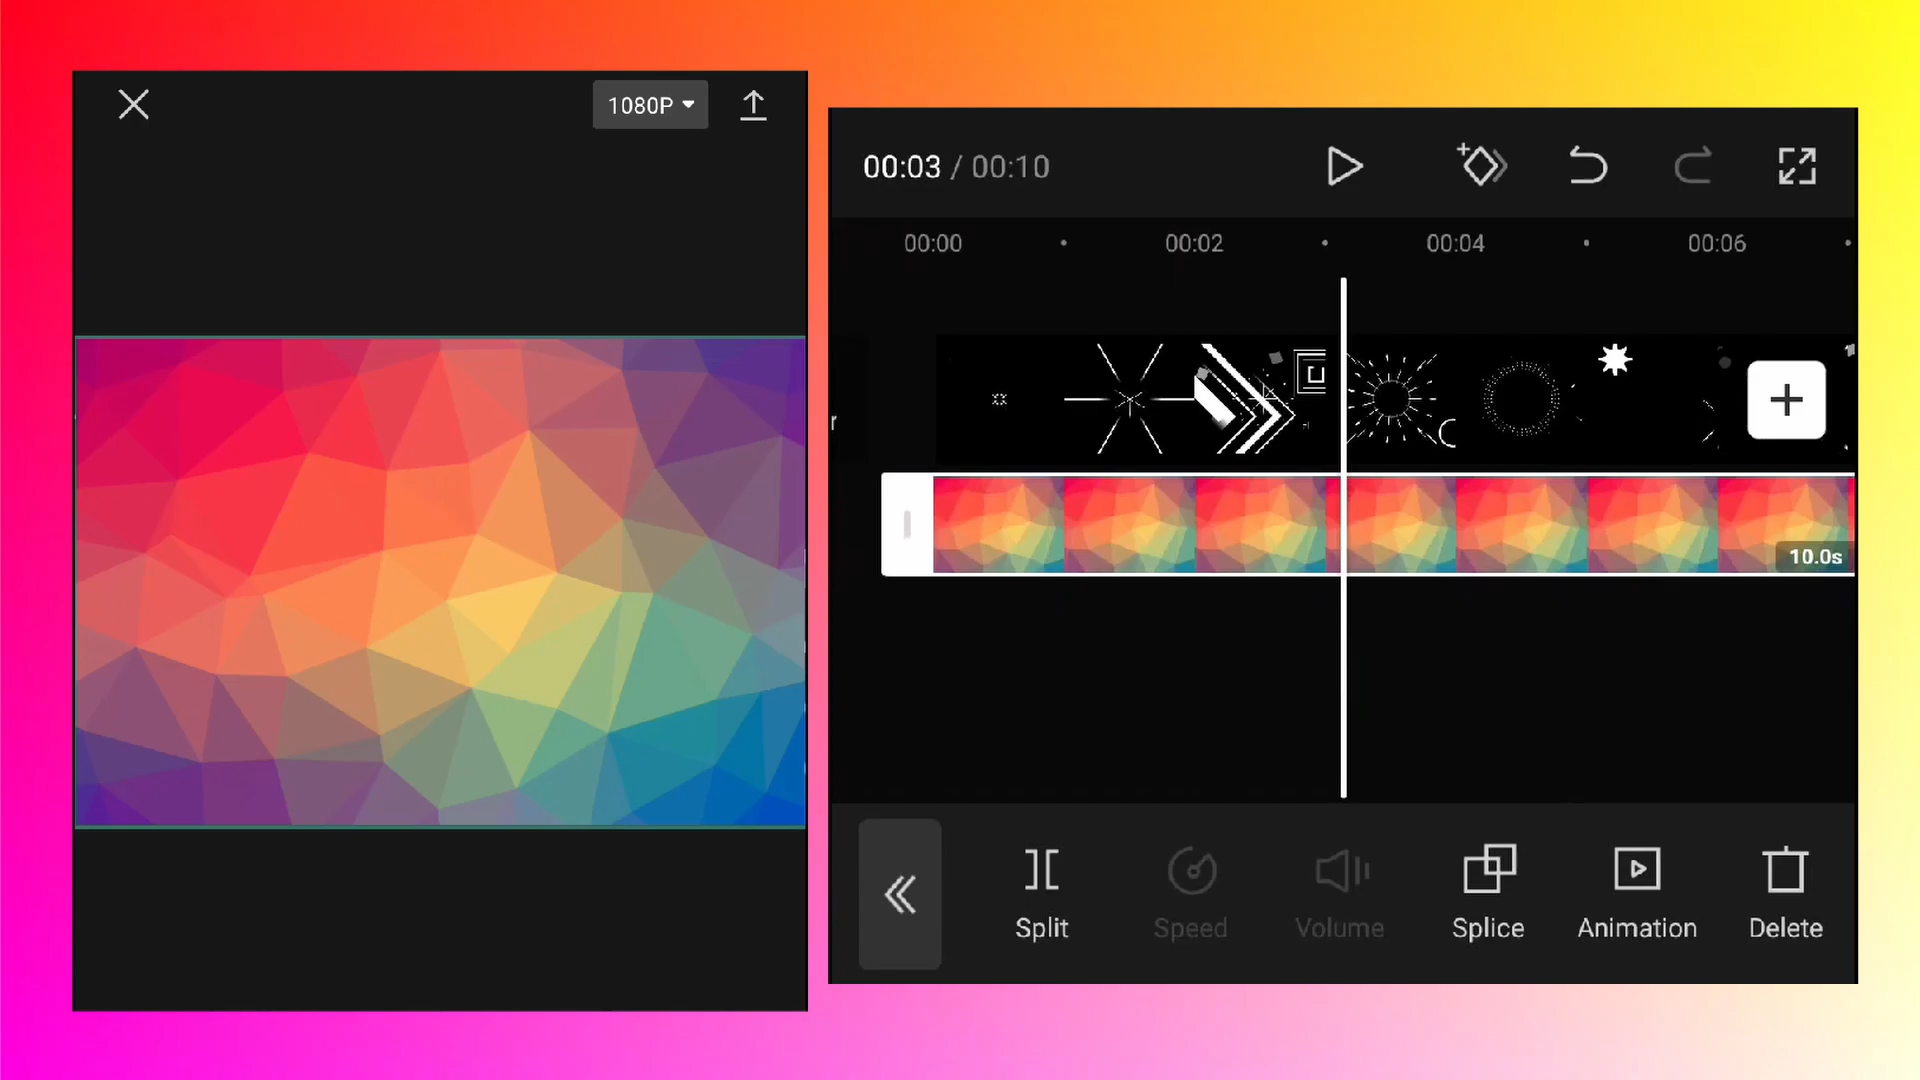 1080P
00:03 / 00:10
00:00 00:02 00:04 00:06
r
10.0s
Split Speed Volume Splice Animation Delete